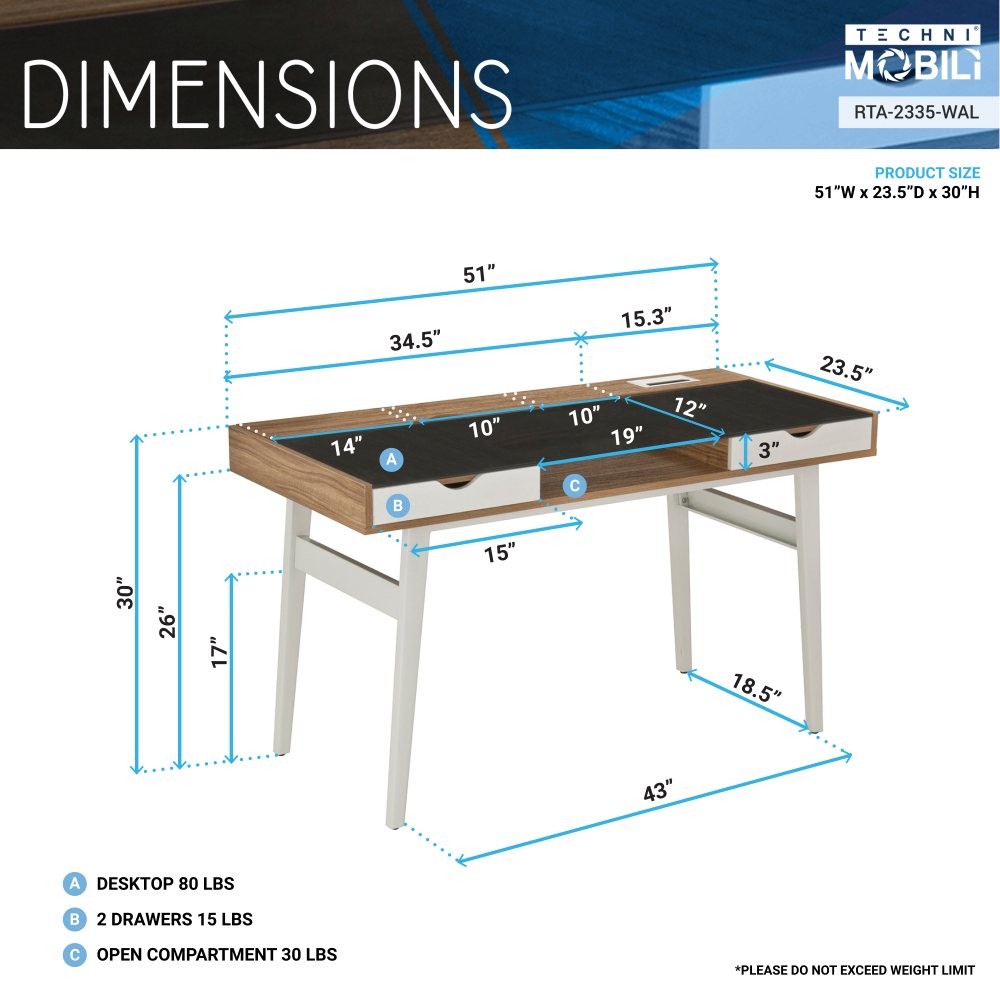 DIMENSIONS
TECHNI®
MOBILI
RTA-2335-WAL
PRODUCT SIZE
51”W x 23.5”D x 30”H
51”
34.5”
15.3”
23.5”
14”
10”
10”
12”
19”
3”
A
B
C
15”
30”
26”
17”
18.5”
43”
A DESKTOP 80 LBS
B 2 DRAWERS 15 LBS
C OPEN COMPARTMENT 30 LBS
*PLEASE DO NOT EXCEED WEIGHT LIMIT